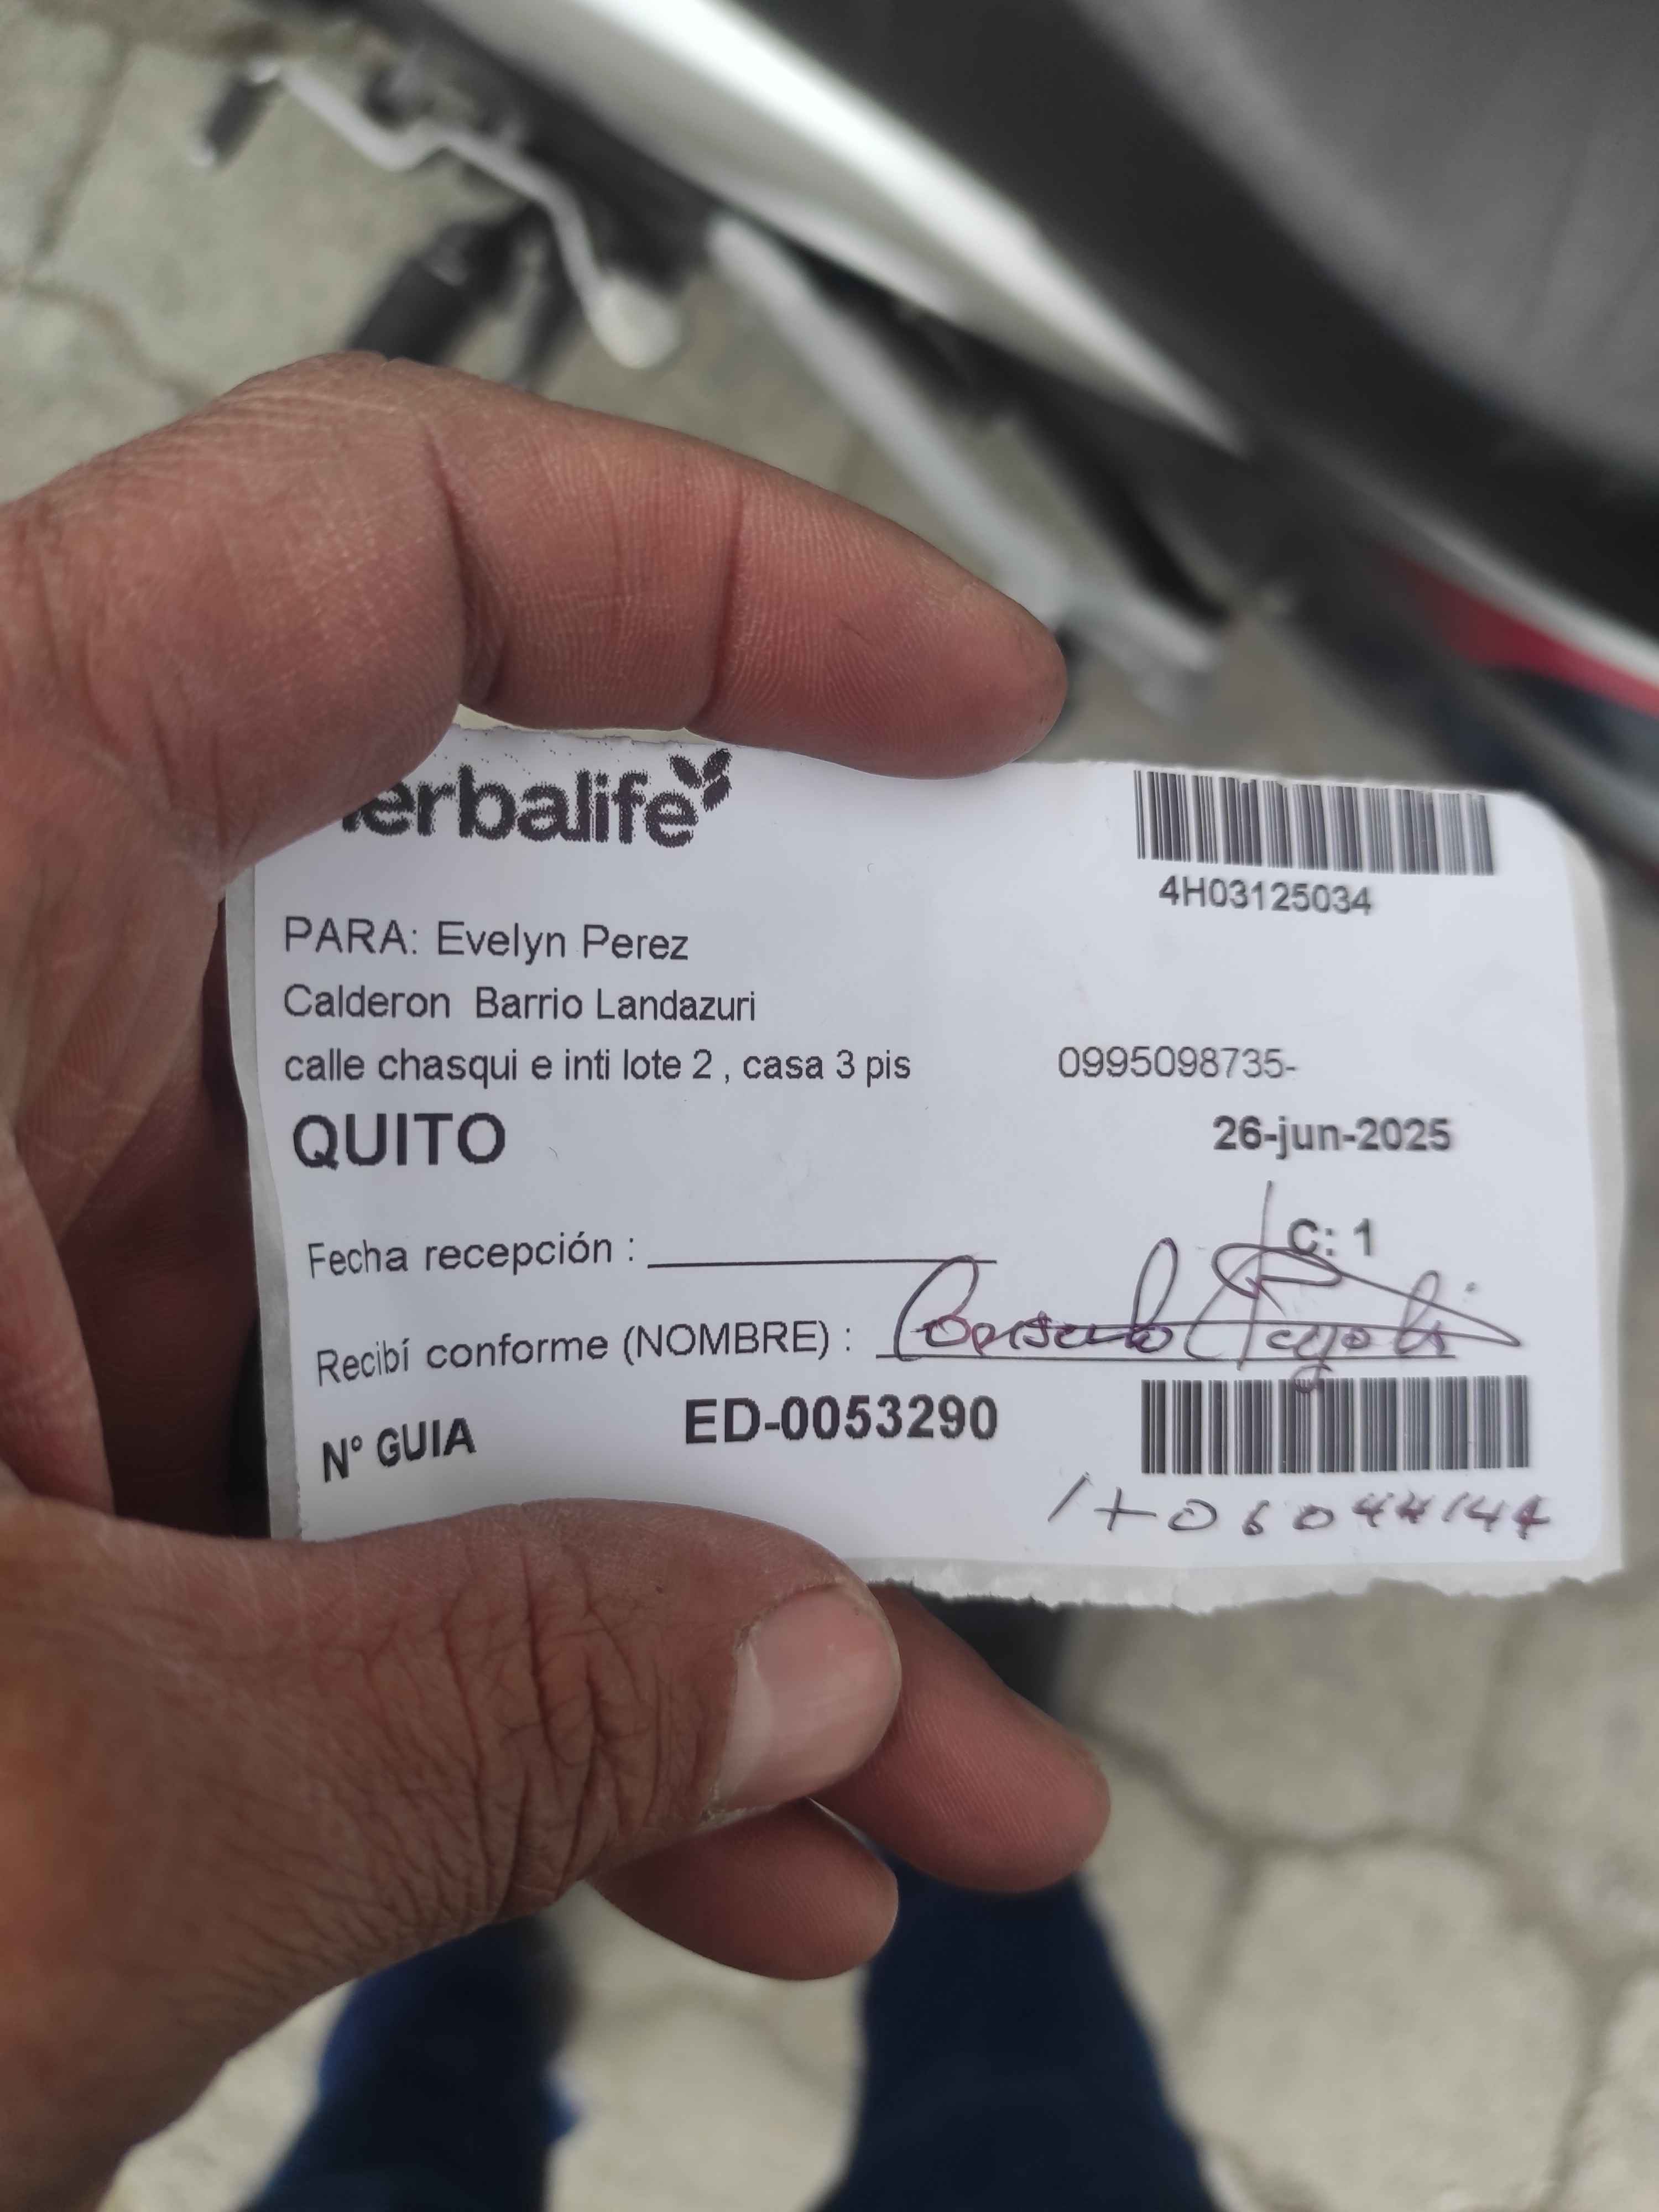 erbalife
4H03125034
PARA: Evelyn Perez
Calderon Barrio Landazuri
calle chasqui e inti lote 2 , casa 3 pis 0995098735-
QUITO 26-jun-2025
C: 1
Fecha recepción :
Recibí conforme (NOMBRE) :
Nº GUIA ED-0053290